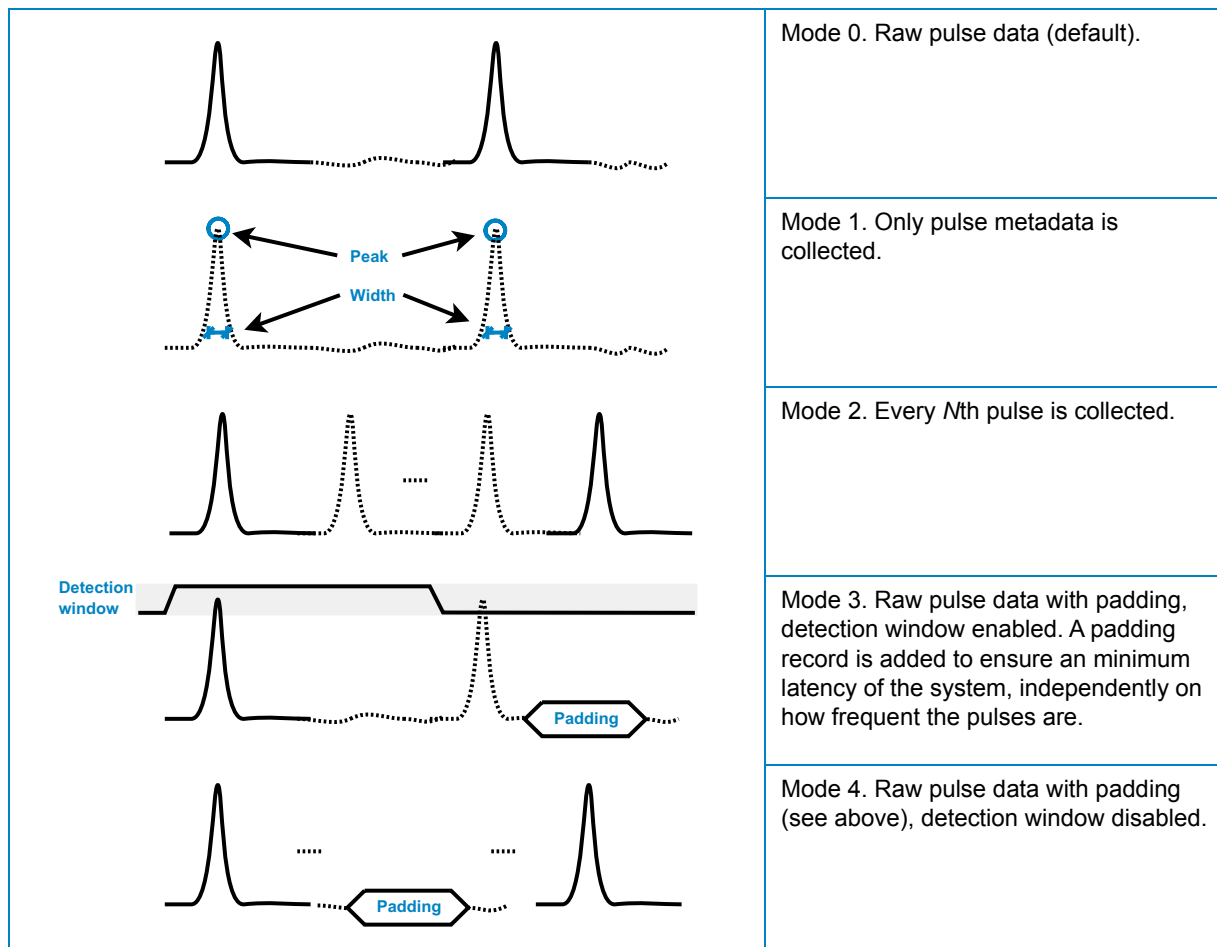 Mode 0. Raw pulse data (default).
Peak
Width
Mode 1. Only pulse metadata is
collected.
Mode 2. Every Nth pulse is collected.
Detection
window
Padding
Mode 3. Raw pulse data with padding,
detection window enabled. A padding
record is added to ensure an minimum
latency of the system, independently on
how frequent the pulses are.
Padding
Mode 4. Raw pulse data with padding
(see above), detection window disabled.